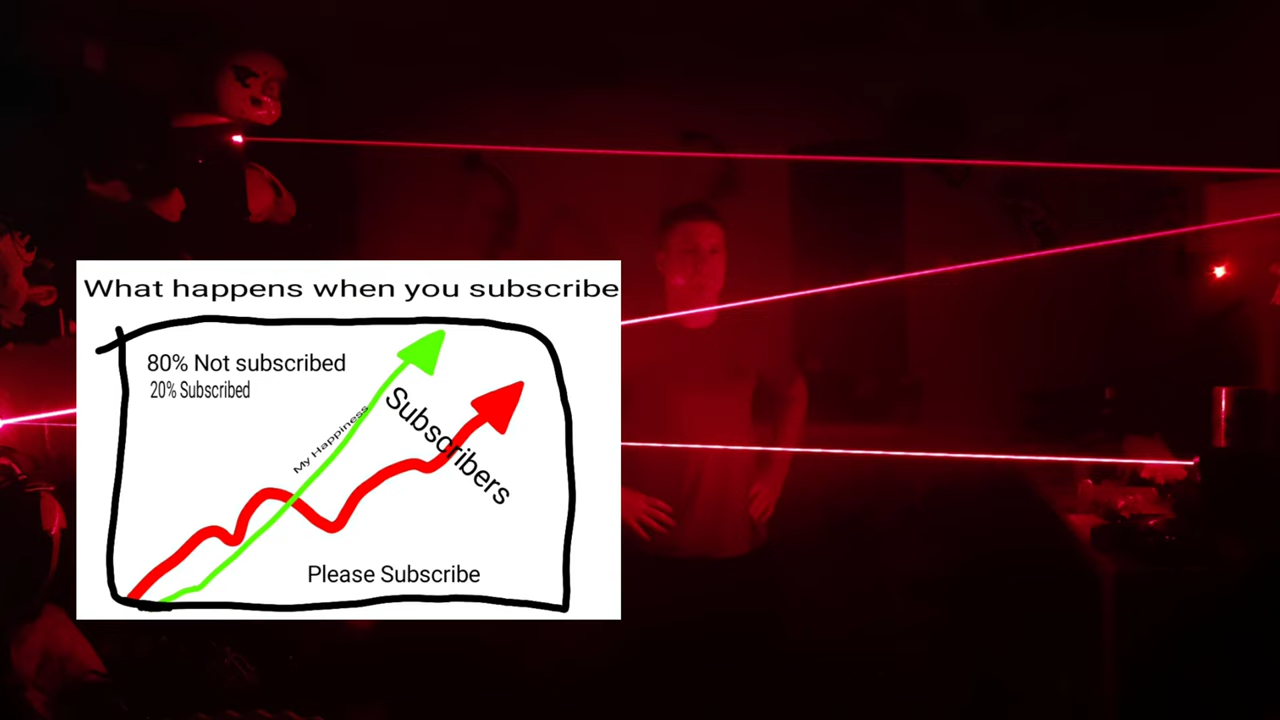 What happens when you subscribe
80% Not subscribed
20% Subscribed
My Happiness
Subscribers
Please Subscribe